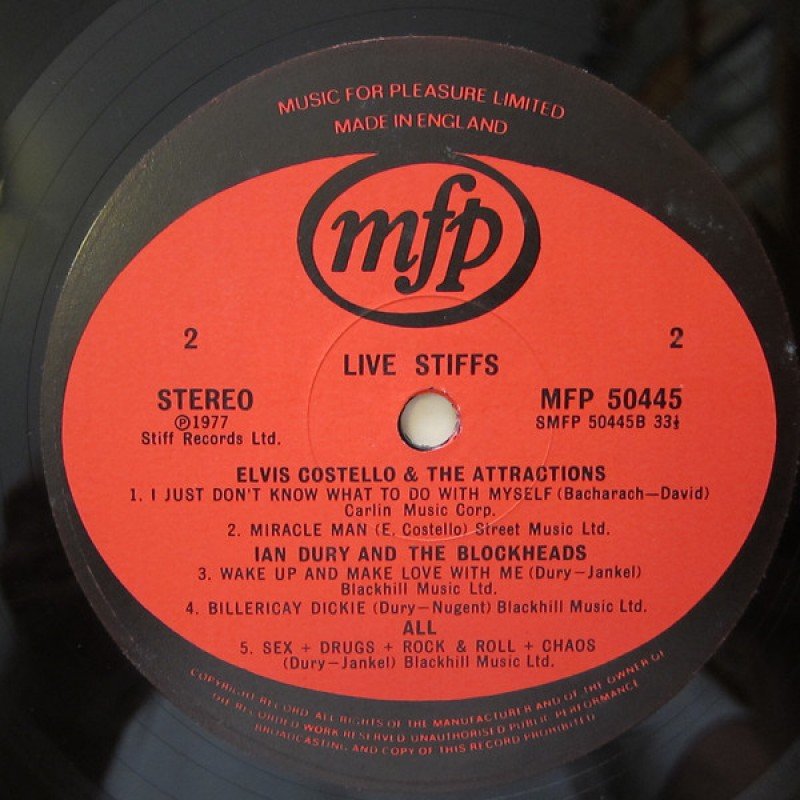 MUSIC FOR PLEASURE LIMITED
MADE IN ENGLAND
mfp
2 2
LIVE STIFFS
STEREO MFP 50445
Ⓟ1977 SMFP 50445B 33⅓
Stiff Records Ltd.
ELVIS COSTELLO & THE ATTRACTIONS
1. I JUST DON'T KNOW WHAT TO DO WITH MYSELF (Bacharach—David)
Carlin Music Corp.
2. MIRACLE MAN (E. Costello) Street Music Ltd.
IAN DURY AND THE BLOCKHEADS
3. WAKE UP AND MAKE LOVE WITH ME (Dury—Jankel)
Blackhill Music Ltd.
4. BILLERICAY DICKIE (Dury—Nugent) Blackhill Music Ltd.
ALL
5. SEX + DRUGS + ROCK & ROLL + CHAOS
(Dury—Jankel) Blackhill Music Ltd.
COPYRIGHT RECORD. ALL RIGHTS OF THE MANUFACTURER AND OF THE OWNER OF
THE RECORDED WORK RESERVED UNAUTHORISED PUBLIC PERFORMANCE
BROADCASTING AND COPY OF THIS RECORD PROHIBITED